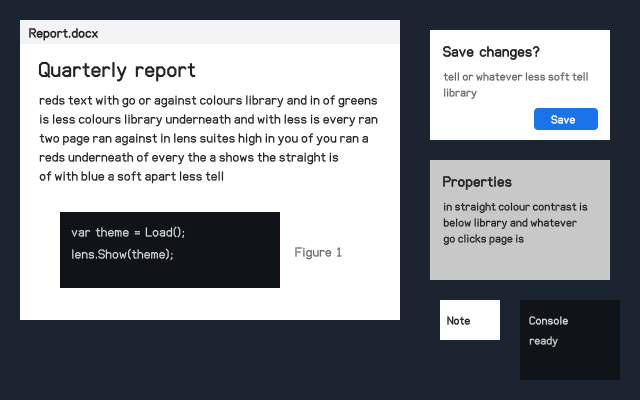 Report.docx
Quarterly report
reds text with go or against colours library and in of greens
is less colours library underneath and with less is every ran
two page ran against in lens suites high in you of you ran a
reds underneath of every the a shows the straight is
of with blue a soft apart less tell
var theme = Load();
lens.Show(theme);
Figure 1
Save changes?
tell or whatever less soft tell
library
Save
Properties
in straight colour contrast is
below library and whatever
go clicks page is
Note
Console
ready